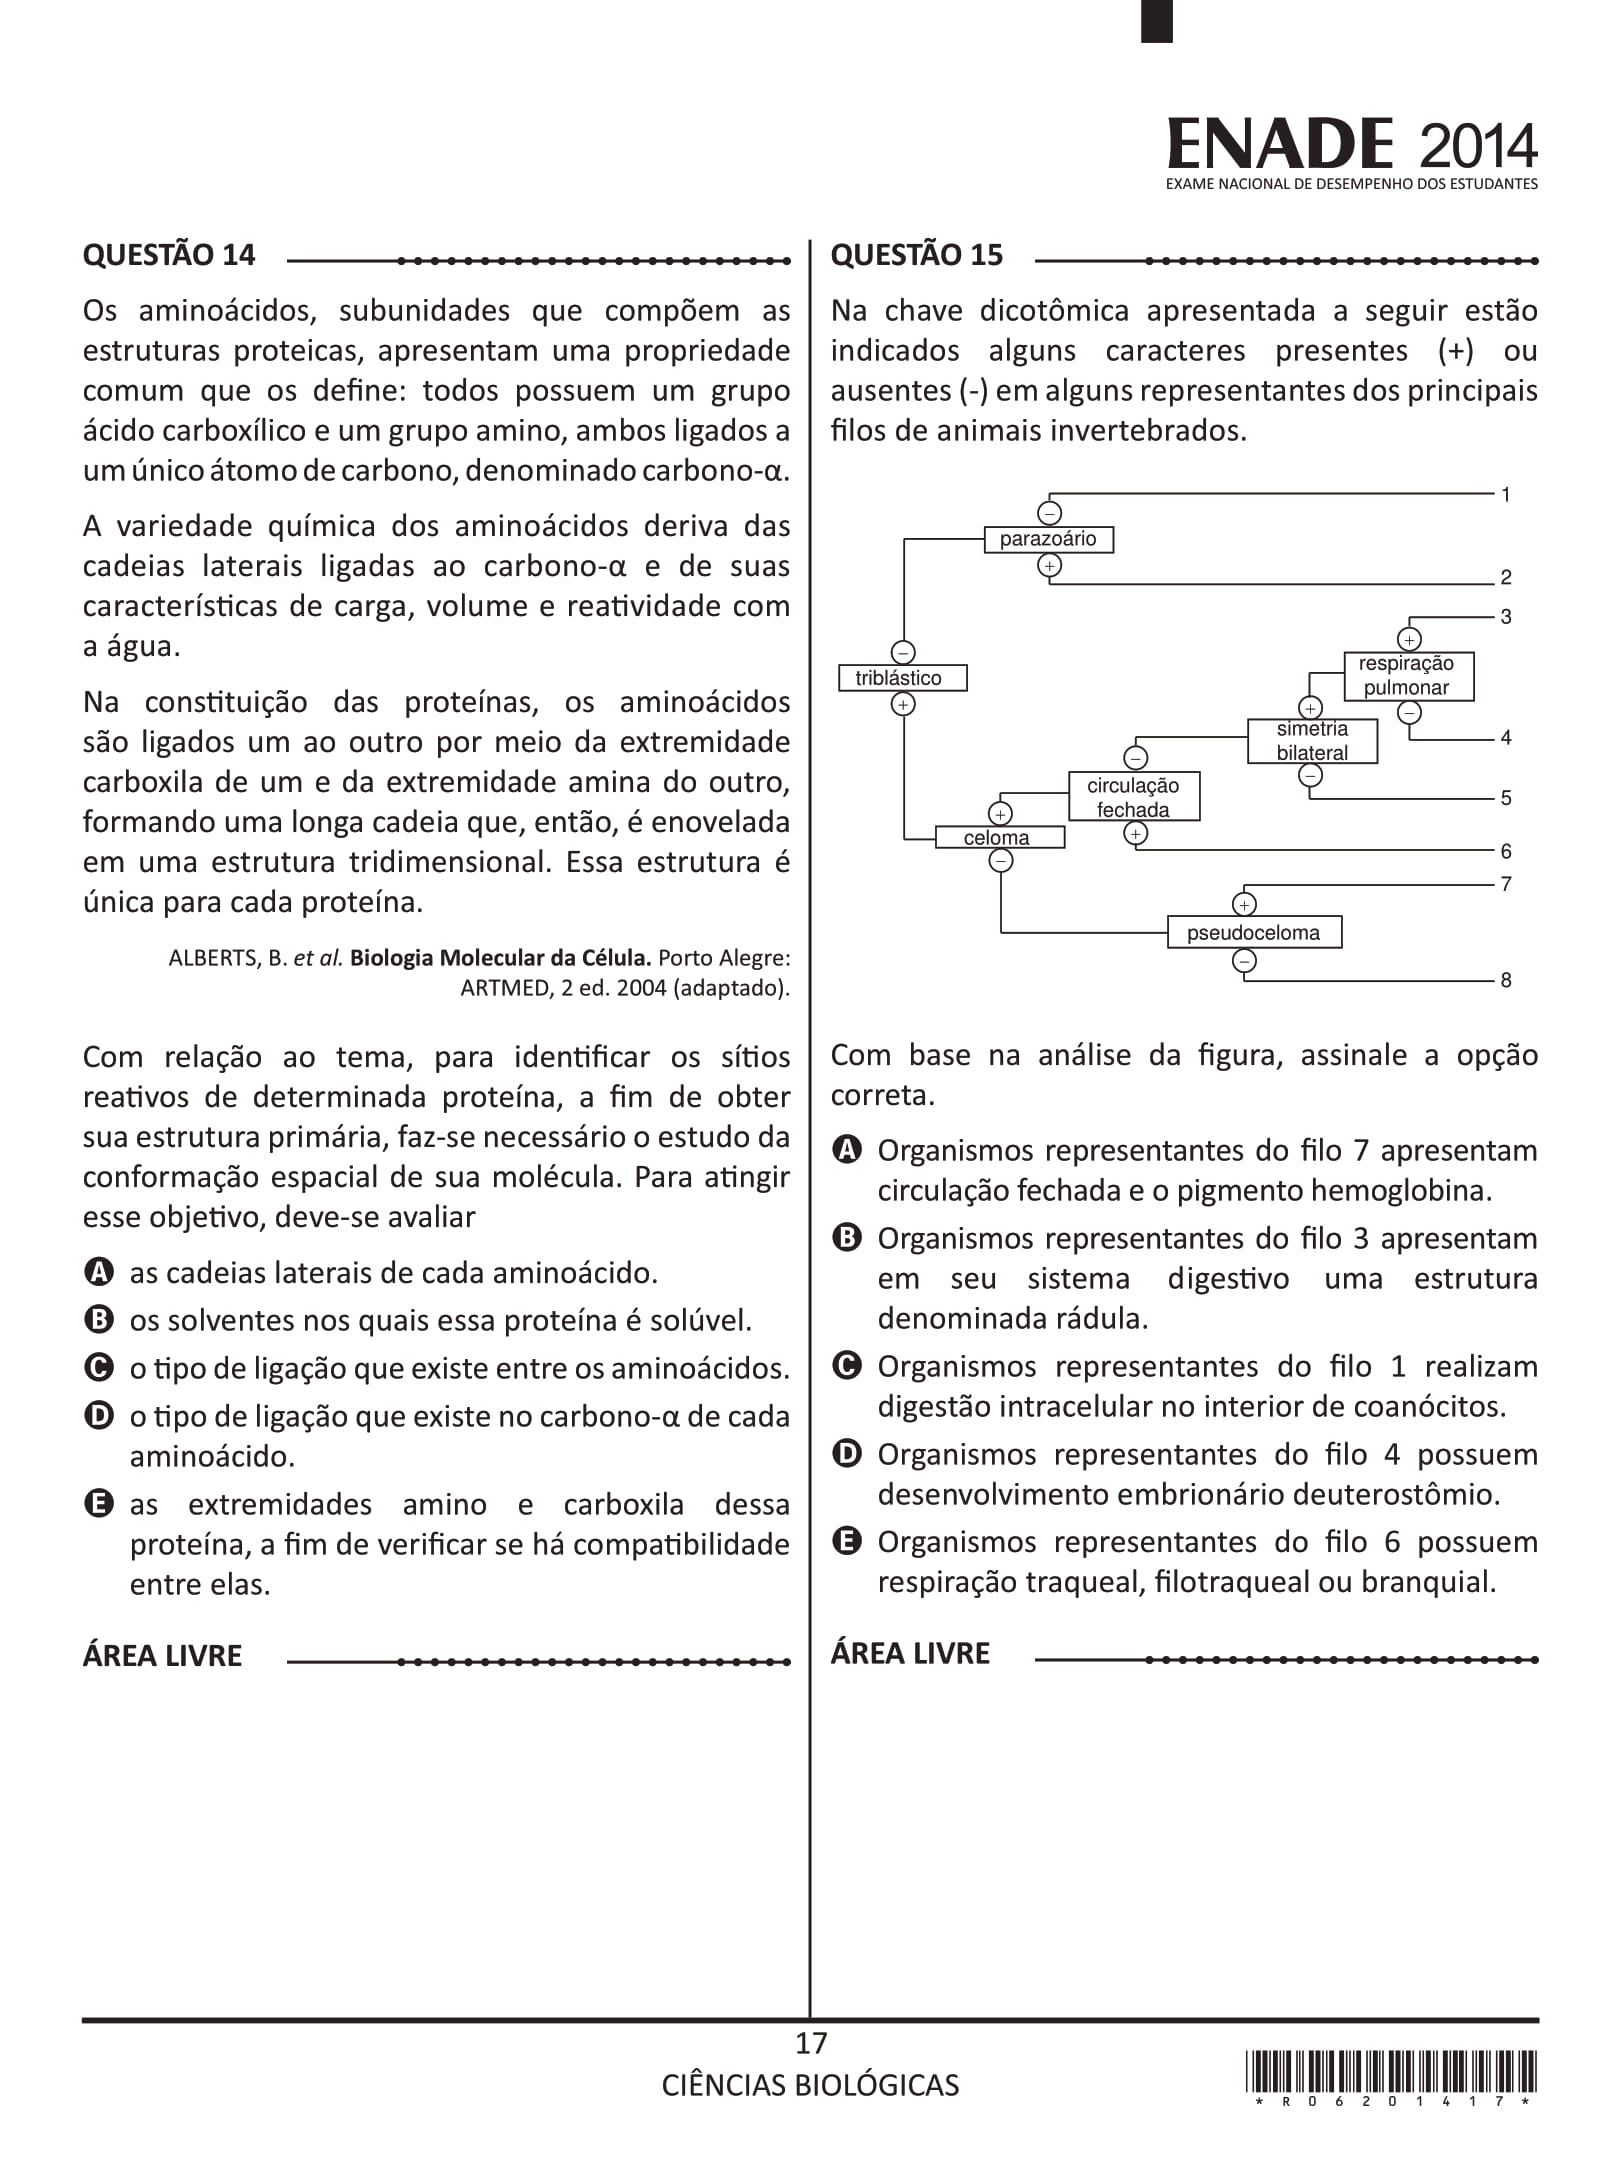 ENADE 2014
EXAME NACIONAL DE DESEMPENHO DOS ESTUDANTES
QUESTÃO 14
Os aminoácidos, subunidades que compõem as
estruturas proteicas, apresentam uma propriedade
comum que os define: todos possuem um grupo
ácido carboxílico e um grupo amino, ambos ligados a
um único átomo de carbono, denominado carbono-α.
A variedade química dos aminoácidos deriva das
cadeias laterais ligadas ao carbono-α e de suas
características de carga, volume e reatividade com
a água.
Na constituição das proteínas, os aminoácidos
são ligados um ao outro por meio da extremidade
carboxila de um e da extremidade amina do outro,
formando uma longa cadeia que, então, é enovelada
em uma estrutura tridimensional. Essa estrutura é
única para cada proteína.
ALBERTS, B. et al. Biologia Molecular da Célula. Porto Alegre:
ARTMED, 2 ed. 2004 (adaptado).
Com relação ao tema, para identificar os sítios
reativos de determinada proteína, a fim de obter
sua estrutura primária, faz-se necessário o estudo da
conformação espacial de sua molécula. Para atingir
esse objetivo, deve-se avaliar
A as cadeias laterais de cada aminoácido.
B os solventes nos quais essa proteína é solúvel.
C o tipo de ligação que existe entre os aminoácidos.
D o tipo de ligação que existe no carbono-α de cada
aminoácido.
E as extremidades amino e carboxila dessa
proteína, a fim de verificar se há compatibilidade
entre elas.
ÁREA LIVRE
QUESTÃO 15
Na chave dicotômica apresentada a seguir estão
indicados alguns caracteres presentes (+) ou
ausentes (-) em alguns representantes dos principais
filos de animais invertebrados.
1
−
parazoário
+
2
3
+
respiração
pulmonar
−
4
−
triblástico
+
+
simetria
bilateral
−
5
−
circulação
fechada
+
6
+
celoma
−
7
+
pseudoceloma
−
8
Com base na análise da figura, assinale a opção
correta.
A Organismos representantes do filo 7 apresentam
circulação fechada e o pigmento hemoglobina.
B Organismos representantes do filo 3 apresentam
em seu sistema digestivo uma estrutura
denominada rádula.
C Organismos representantes do filo 1 realizam
digestão intracelular no interior de coanócitos.
D Organismos representantes do filo 4 possuem
desenvolvimento embrionário deuterostômio.
E Organismos representantes do filo 6 possuem
respiração traqueal, filotraqueal ou branquial.
ÁREA LIVRE
17
CIÊNCIAS BIOLÓGICAS
* R 0 6 2 0 1 4 1 7 *